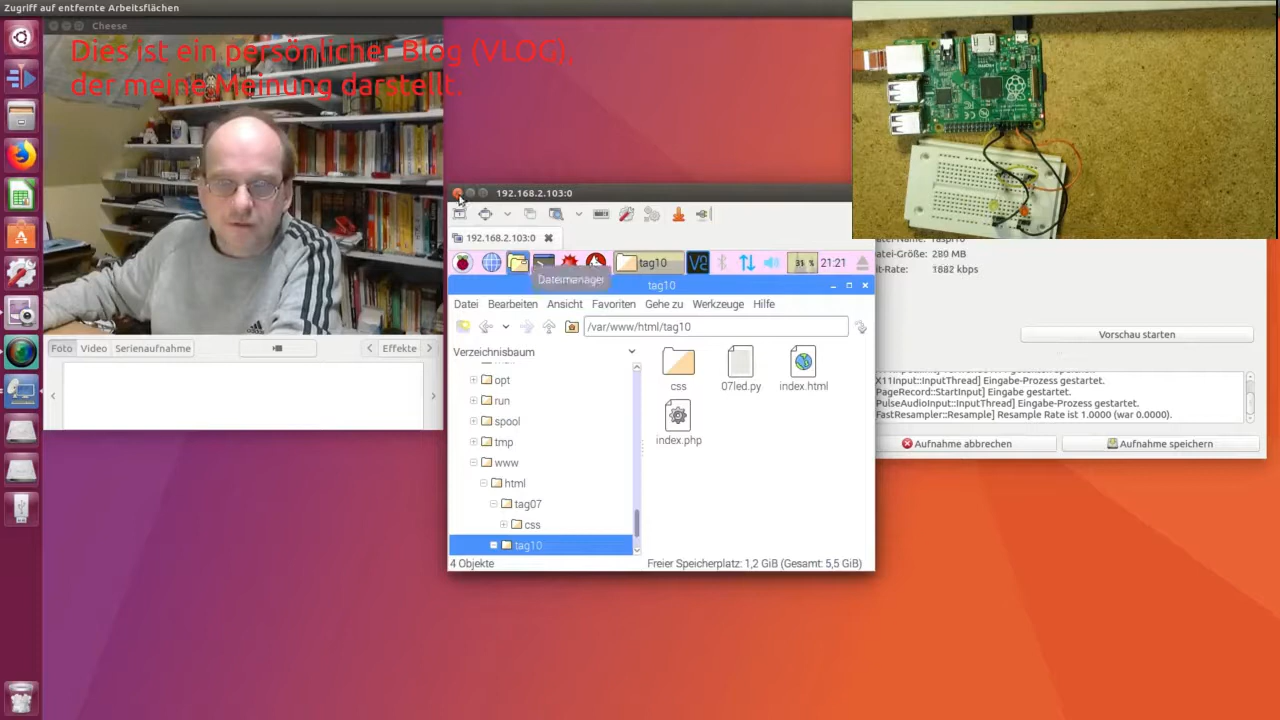 Zugriff auf entfernte Arbeitsflächen
Cheese
Dies ist ein persönlicher Blog (VLOG),
der meine Meinung darstellt.
192.168.2.103:0
192.168.2.103:0
tag10
V2
31 %
21:21
Dateimanager
tag10
Datei Bearbeiten Ansicht Favoriten Gehe zu Werkzeuge Hilfe
/var/www/html/tag10
Verzeichnisbaum
opt
run
spool
tmp
www
html
tag07
css
tag10
css
07led.py
index.html
index.php
4 Objekte
Freier Speicherplatz: 1,2 GiB (Gesamt: 5,5 GiB)
Foto Video Serienaufnahme
Effekte
atei-Größe: 280 MB
it-Rate: 1882 kbps
Vorschau starten
] Eingabe-Prozess gestartet.
PageRecord::StartInput] Eingabe gestartet.
PulseAudioInput::InputThread] Eingabe-Prozess gestartet.
FastResampler::Resample] Resample Rate ist 1.0000 (war 0.0000).
Aufnahme abbrechen
Aufnahme speichern